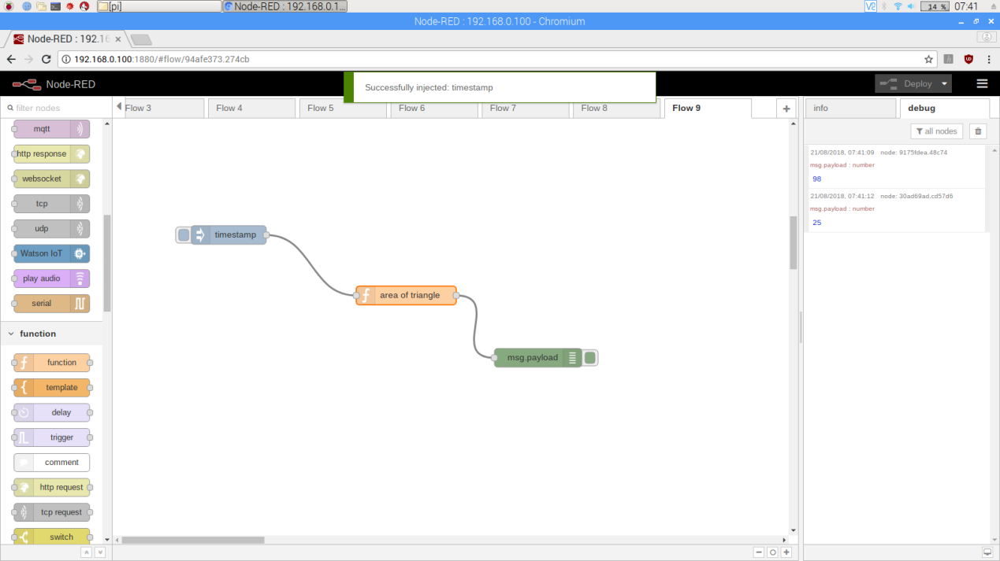 [pi]
Node-RED : 192.168.0.1...
14 %
07:41
Node-RED : 192.168.0.100 - Chromium
Node-RED : 192.16
192.168.0.100:1880/#flow/94afe373.274cb
Node-RED
Successfully injected: timestamp
Deploy
filter nodes
Flow 3
Flow 4
Flow 5
Flow 6
Flow 7
Flow 8
Flow 9
info
debug
all nodes
mqtt
http response
websocket
tcp
udp
Watson IoT
play audio
serial
function
function
template
delay
trigger
comment
http request
tcp request
switch
timestamp
area of triangle
msg.payload
21/08/2018, 07:41:09 node: 9175fdea.48c74
msg.payload : number
98
21/08/2018, 07:41:12 node: 30ad69ad.cd57d6
msg.payload : number
25